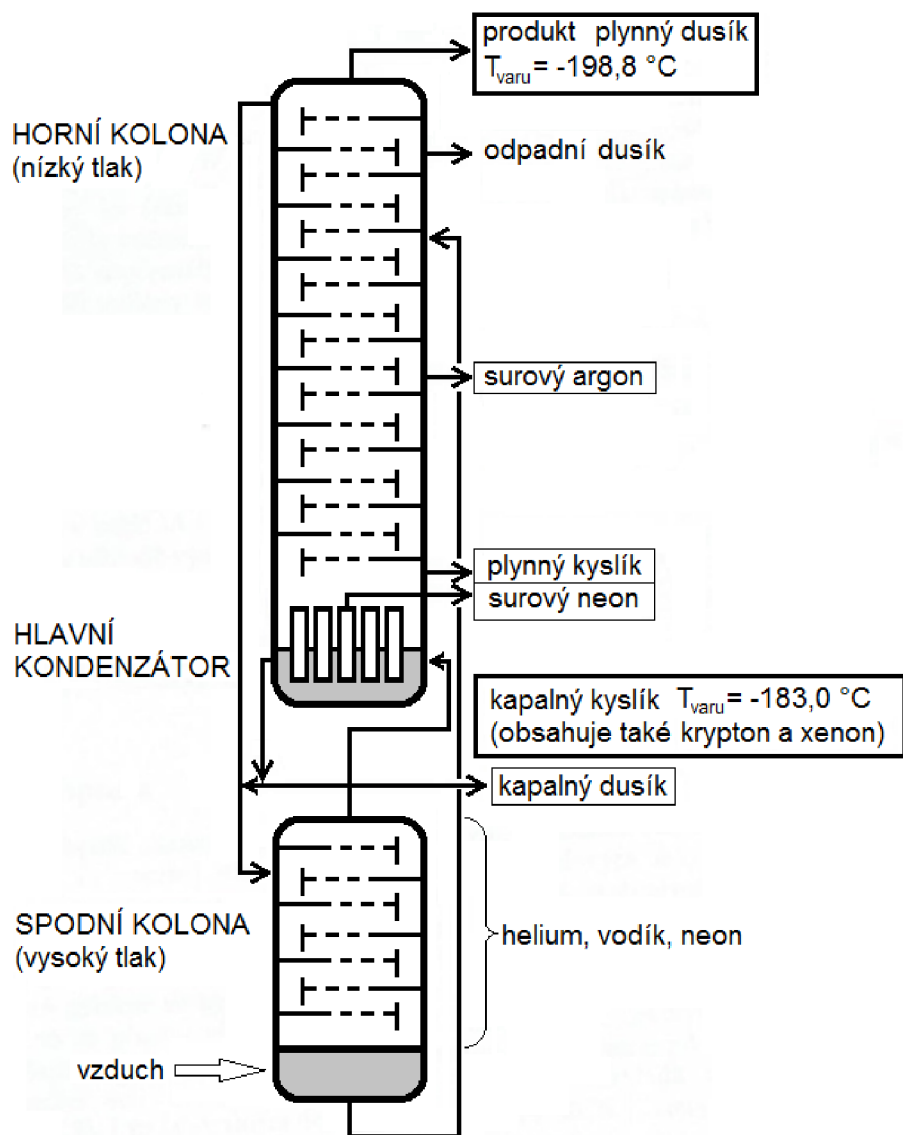 produkt plynný dusík
Tvaru = -198,8 °C
HORNÍ KOLONA
(nízký tlak)
odpadní dusík
surový argon
plynný kyslík
surový neon
HLAVNÍ
KONDENZÁTOR
kapalný kyslík Tvaru = -183,0 °C
(obsahuje také krypton a xenon)
kapalný dusík
SPODNÍ KOLONA
(vysoký tlak)
helium, vodík, neon
vzduch